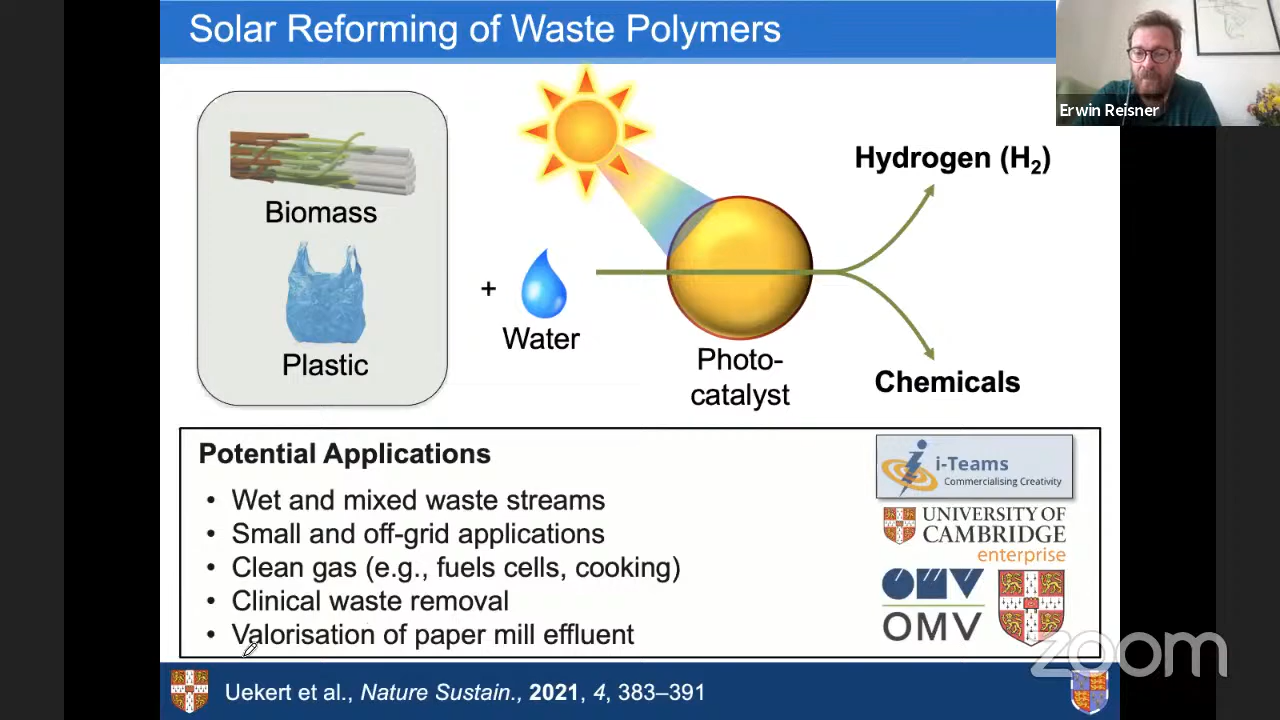 Solar Reforming of Waste Polymers
Erwin Reisner
Biomass
Plastic
+
Water
Photo-
catalyst
Hydrogen (H₂)
Chemicals
Potential Applications
• Wet and mixed waste streams
• Small and off-grid applications
• Clean gas (e.g., fuels cells, cooking)
• Clinical waste removal
• Valorisation of paper mill effluent
i-Teams
Commercialising Creativity
UNIVERSITY OF
CAMBRIDGE
enterprise
OMV
OMV
zoom
Uekert et al., Nature Sustain., 2021, 4, 383–391